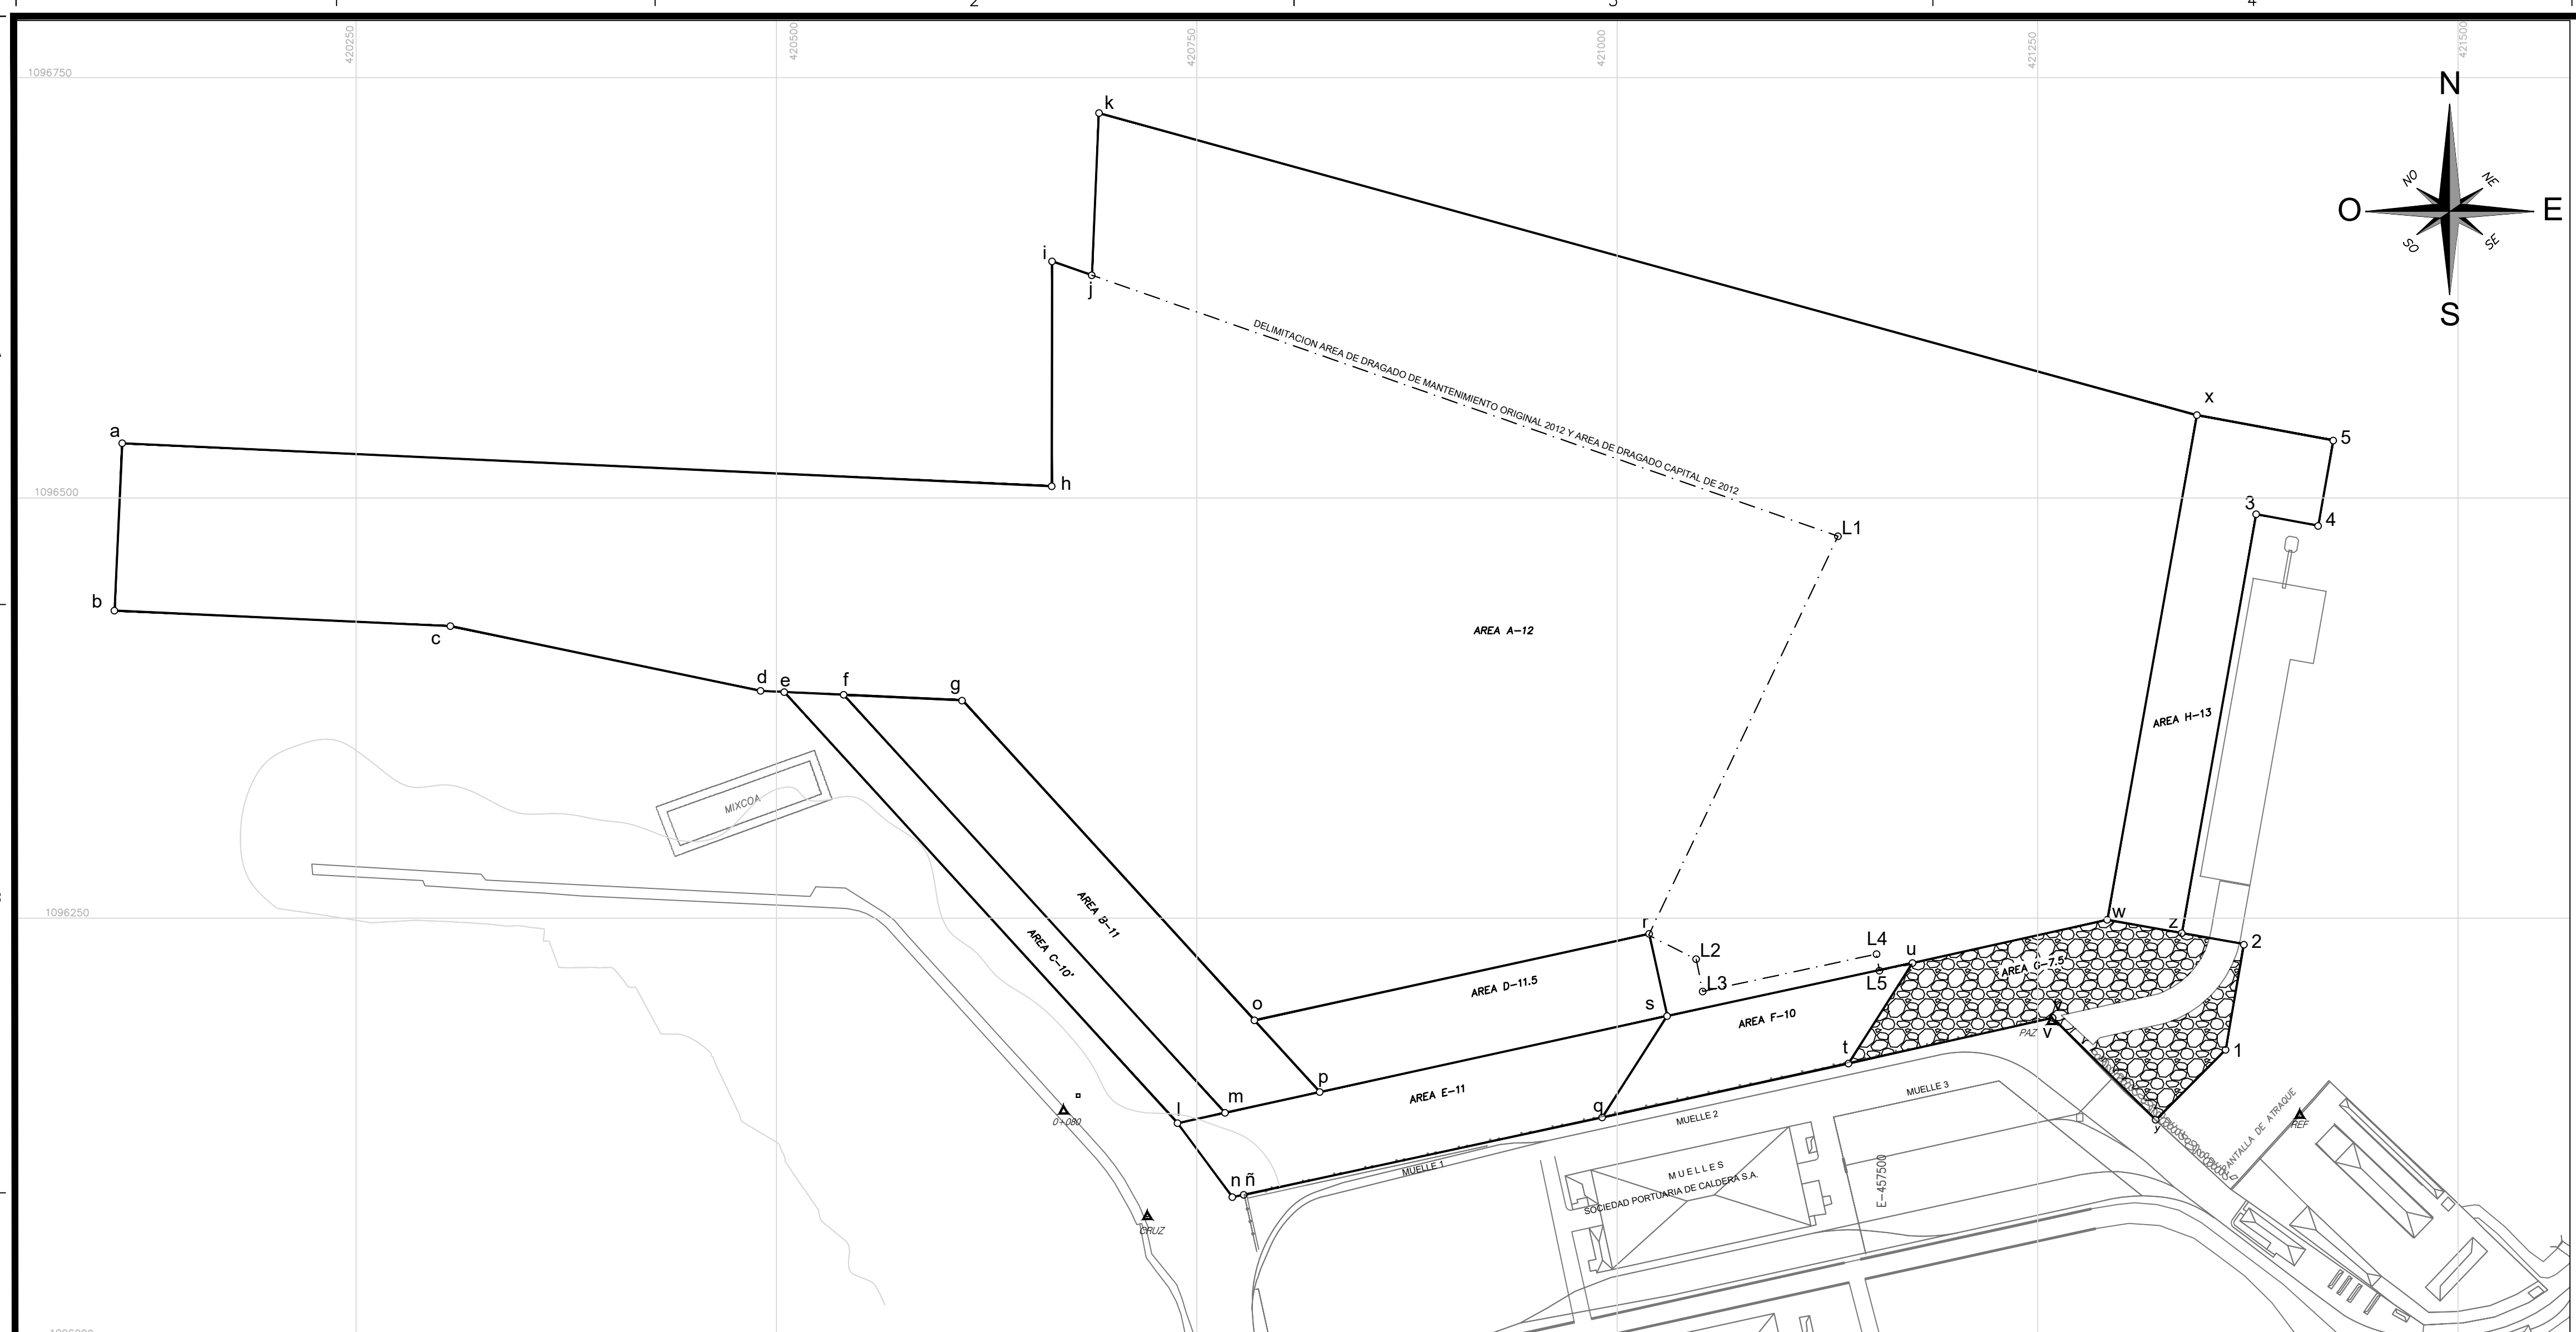 2
3
4
420250
420500
420750
421000
421250
421500
1096750
N
NO
NE
O
E
SO
SE
S
k
i
j
DELIMITACION AREA DE DRAGADO DE MANTENIMIENTO ORIGINAL 2012 Y AREA DE DRAGADO CAPITAL DE 2012
x
5
a
h
1096500
3
4
L1
b
c
AREA A-12
d
e
f
g
AREA H-13
MIXCOA
AREA B-11
AREA C-10'
1096250
r
w
z
2
L2
L4
u
L3
L5
AREA G-7.5
AREA D-11.5
o
s
AREA F-10
PAZ
v
t
1
p
m
l
AREA E-11
q
MUELLE 3
MUELLE 2
MUELLE 1
0+080
y
PANTALLA DE ATRAQUE
REF
n ñ
MUELLES
SOCIEDAD PORTUARIA DE CALDERA S.A.
E-457500
CRUZ